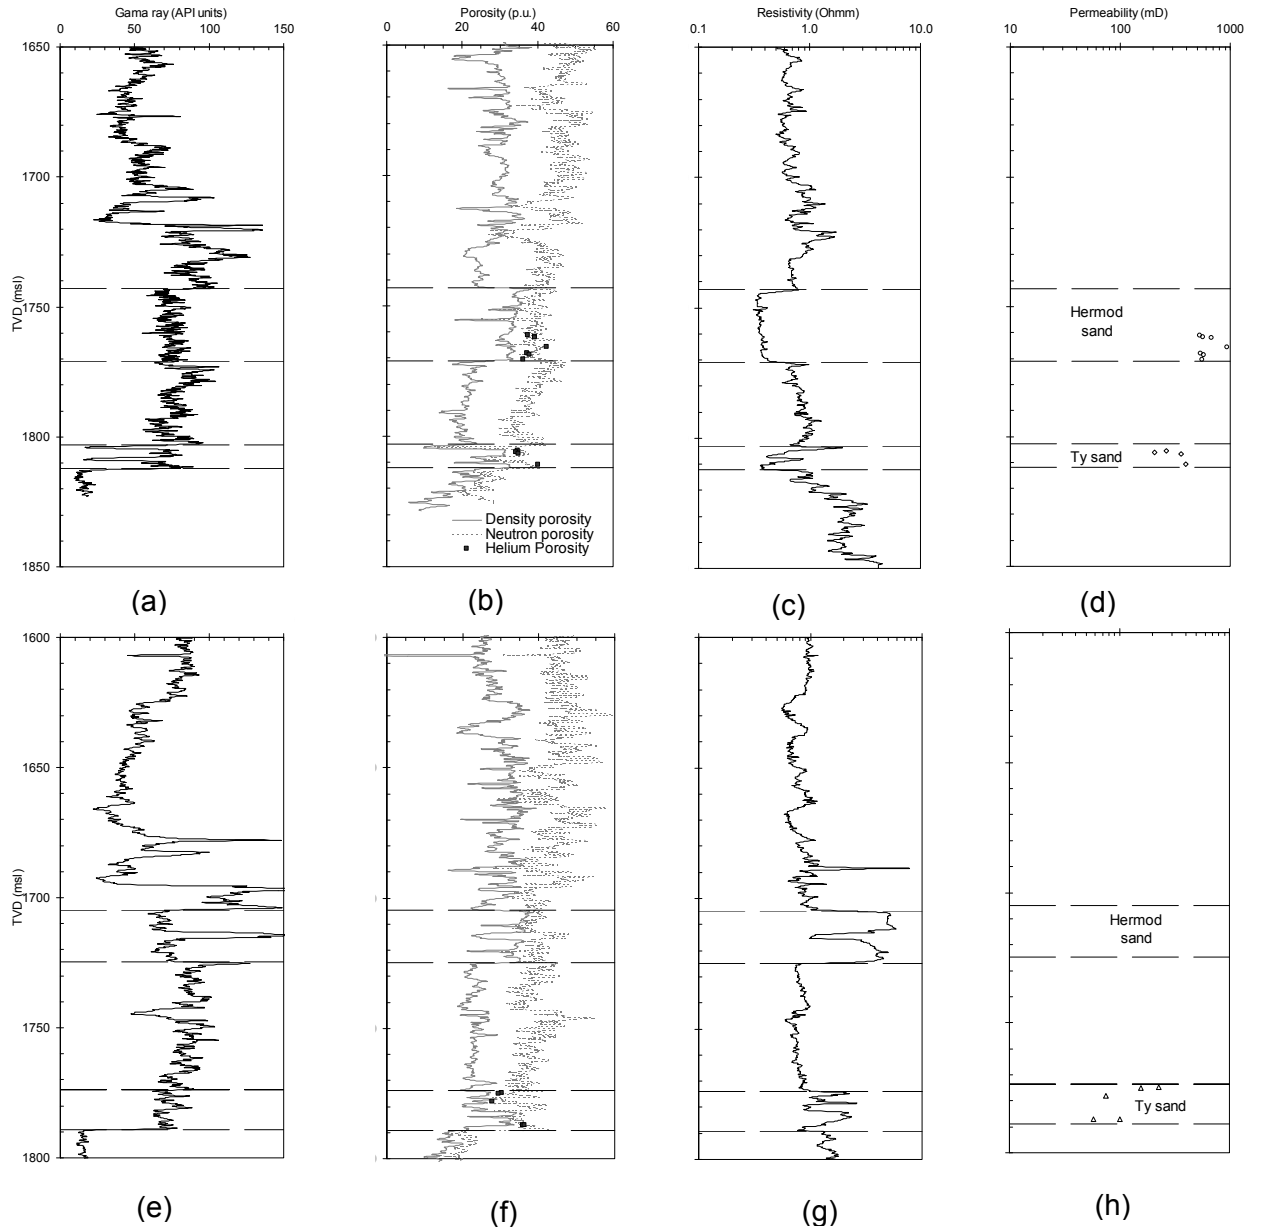 Gama ray (API units)
0 50 100 150
Porosity (p.u.)
0 20 40 60
Resistivity (Ohmm)
0.1 1.0 10.0
Permeability (mD)
10 100 1000
1650
1700
1750
1800
1850
TVD (msl)
Hermod
sand
Ty sand
Density porosity
Neutron porosity
Helium Porosity
(a)
(b)
(c)
(d)
1600
1650
1700
1750
1800
TVD (msl)
Hermod
sand
Ty sand
(e)
(f)
(g)
(h)